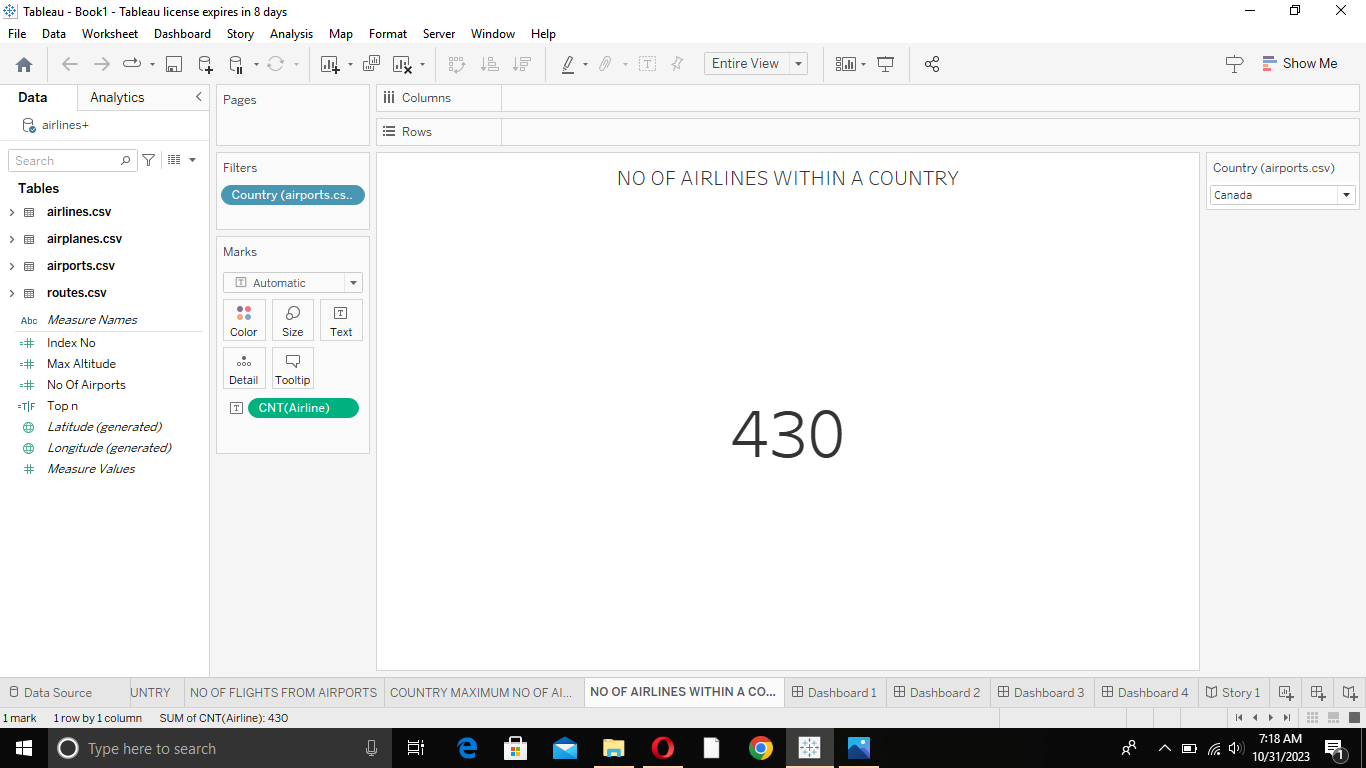 Tableau - Book1 - Tableau license expires in 8 days
File Data Worksheet Dashboard Story Analysis Map Format Server Window Help
Entire View
Show Me
Data Analytics
airlines+
Search
Tables
airlines.csv
airplanes.csv
airports.csv
routes.csv
Abc Measure Names
=# Index No
=# Max Altitude
=# No Of Airports
=T|F Top n
Latitude (generated)
Longitude (generated)
# Measure Values
Pages
Filters
Country (airports.cs..
Marks
Automatic
Color Size Text
Detail Tooltip
CNT(Airline)
Columns
Rows
NO OF AIRLINES WITHIN A COUNTRY
430
Country (airports.csv)
Canada
Data Source UNTRY NO OF FLIGHTS FROM AIRPORTS COUNTRY MAXIMUM NO OF AI... NO OF AIRLINES WITHIN A CO... Dashboard 1 Dashboard 2 Dashboard 3 Dashboard 4 Story 1
1 mark 1 row by 1 column SUM of CNT(Airline): 430
Type here to search
7:18 AM
10/31/2023
1